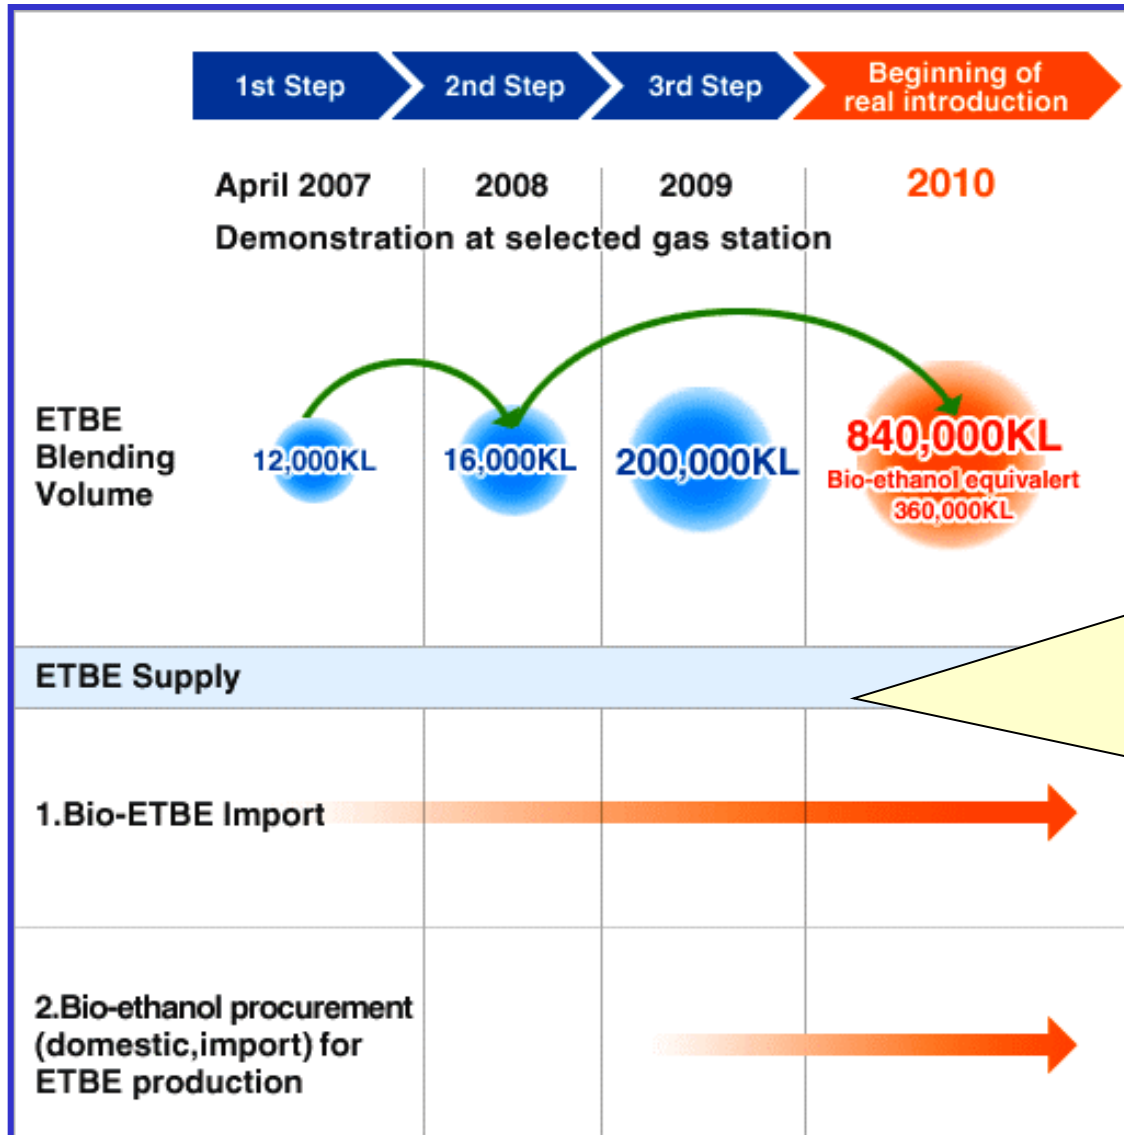 1st Step
2nd Step
3rd Step
Beginning of
real introduction
April 2007
2008
2009
2010
Demonstration at selected gas station
ETBE
Blending
Volume
12,000KL
16,000KL
200,000KL
840,000KL
Bio-ethanol equivalert
360,000KL
ETBE Supply
1.Bio-ETBE Import
2.Bio-ethanol procurement
(domestic,import) for
ETBE production